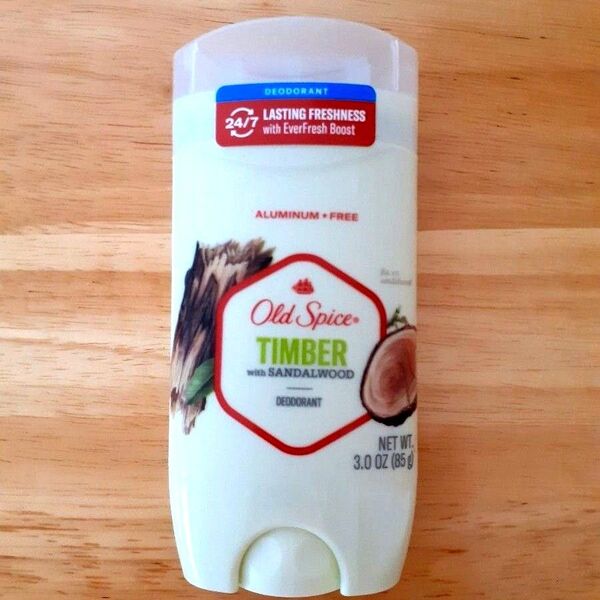 DEODORANT
24/7 LASTING FRESHNESS
with EverFresh Boost
ALUMINUM • FREE
Old Spice®
TIMBER
with SANDALWOOD
DEODORANT
NET WT.
3.0 OZ (85 g)